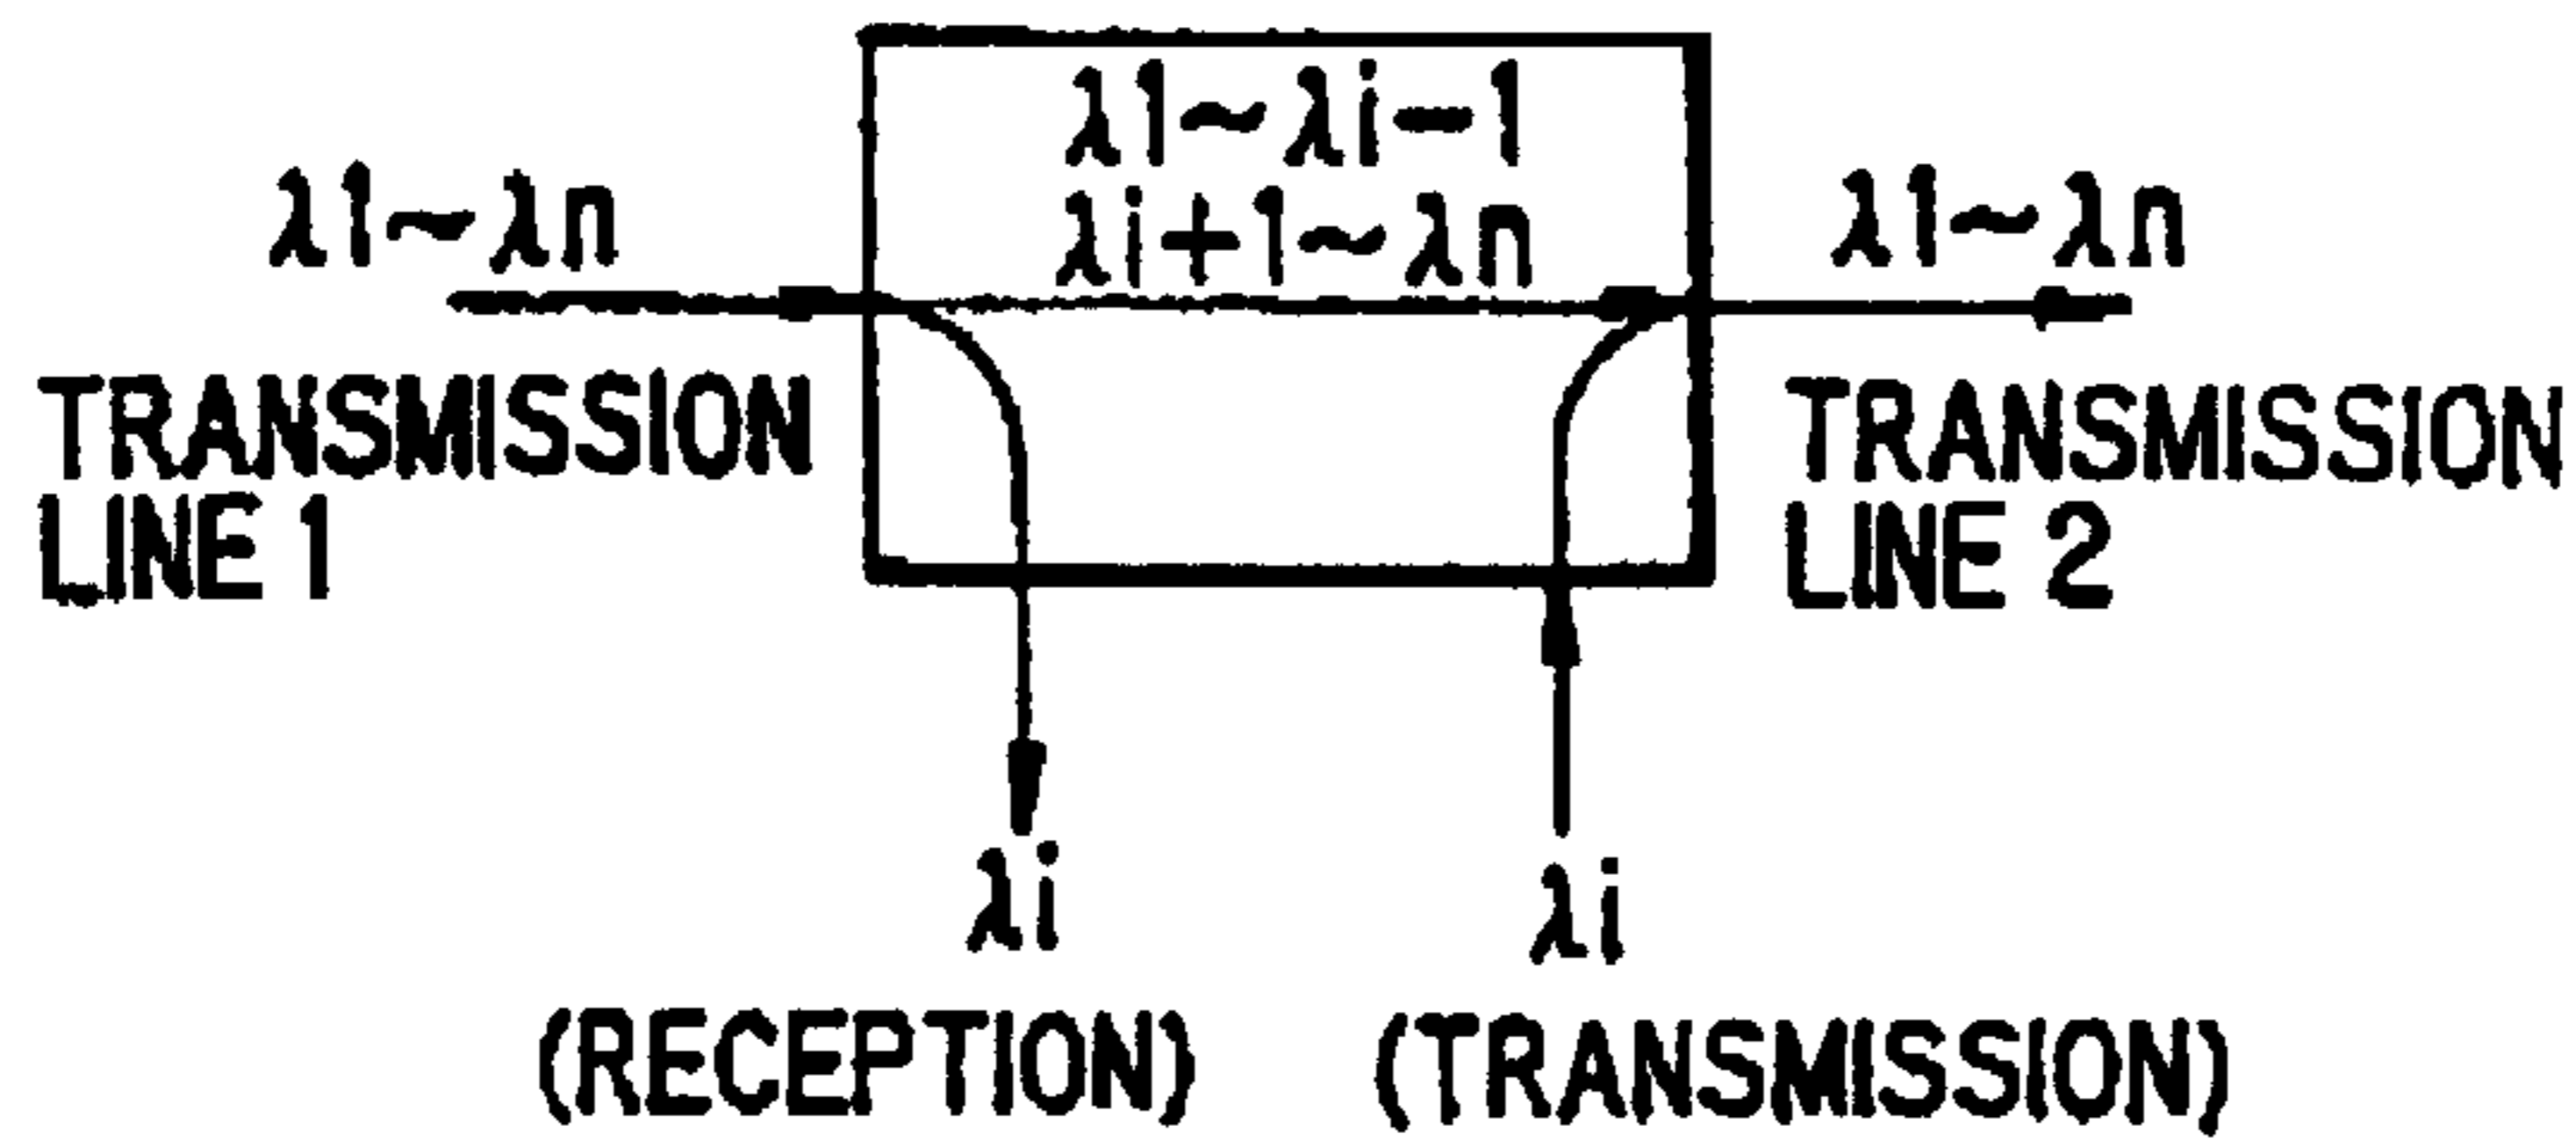 λ1~λi-1
λi+1~λn
λ1~λn
λ1~λn
TRANSMISSION
LINE 1
TRANSMISSION
LINE 2
λi
λi
(RECEPTION)
(TRANSMISSION)